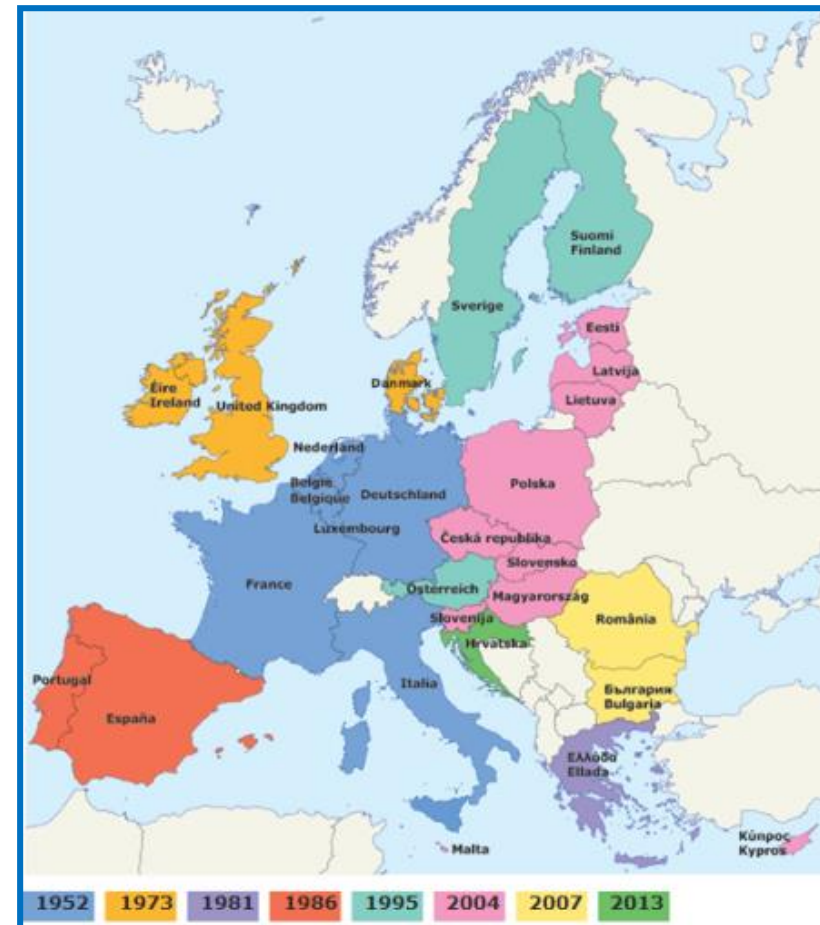 Suomi
Finland
Sverige
Eesti
Latvija
Lietuva
Danmark
Éire
Ireland
United Kingdom
Nederland
België
Belgique
Deutschland
Luxembourg
Polska
Česká republika
Slovensko
France
Österreich
Magyarország
Slovenija
Hrvatska
România
Portugal
España
Italia
България
Bulgaria
Ελλαδα
Ellada
Malta
Κύπρος
Kypros
1952 1973 1981 1986 1995 2004 2007 2013